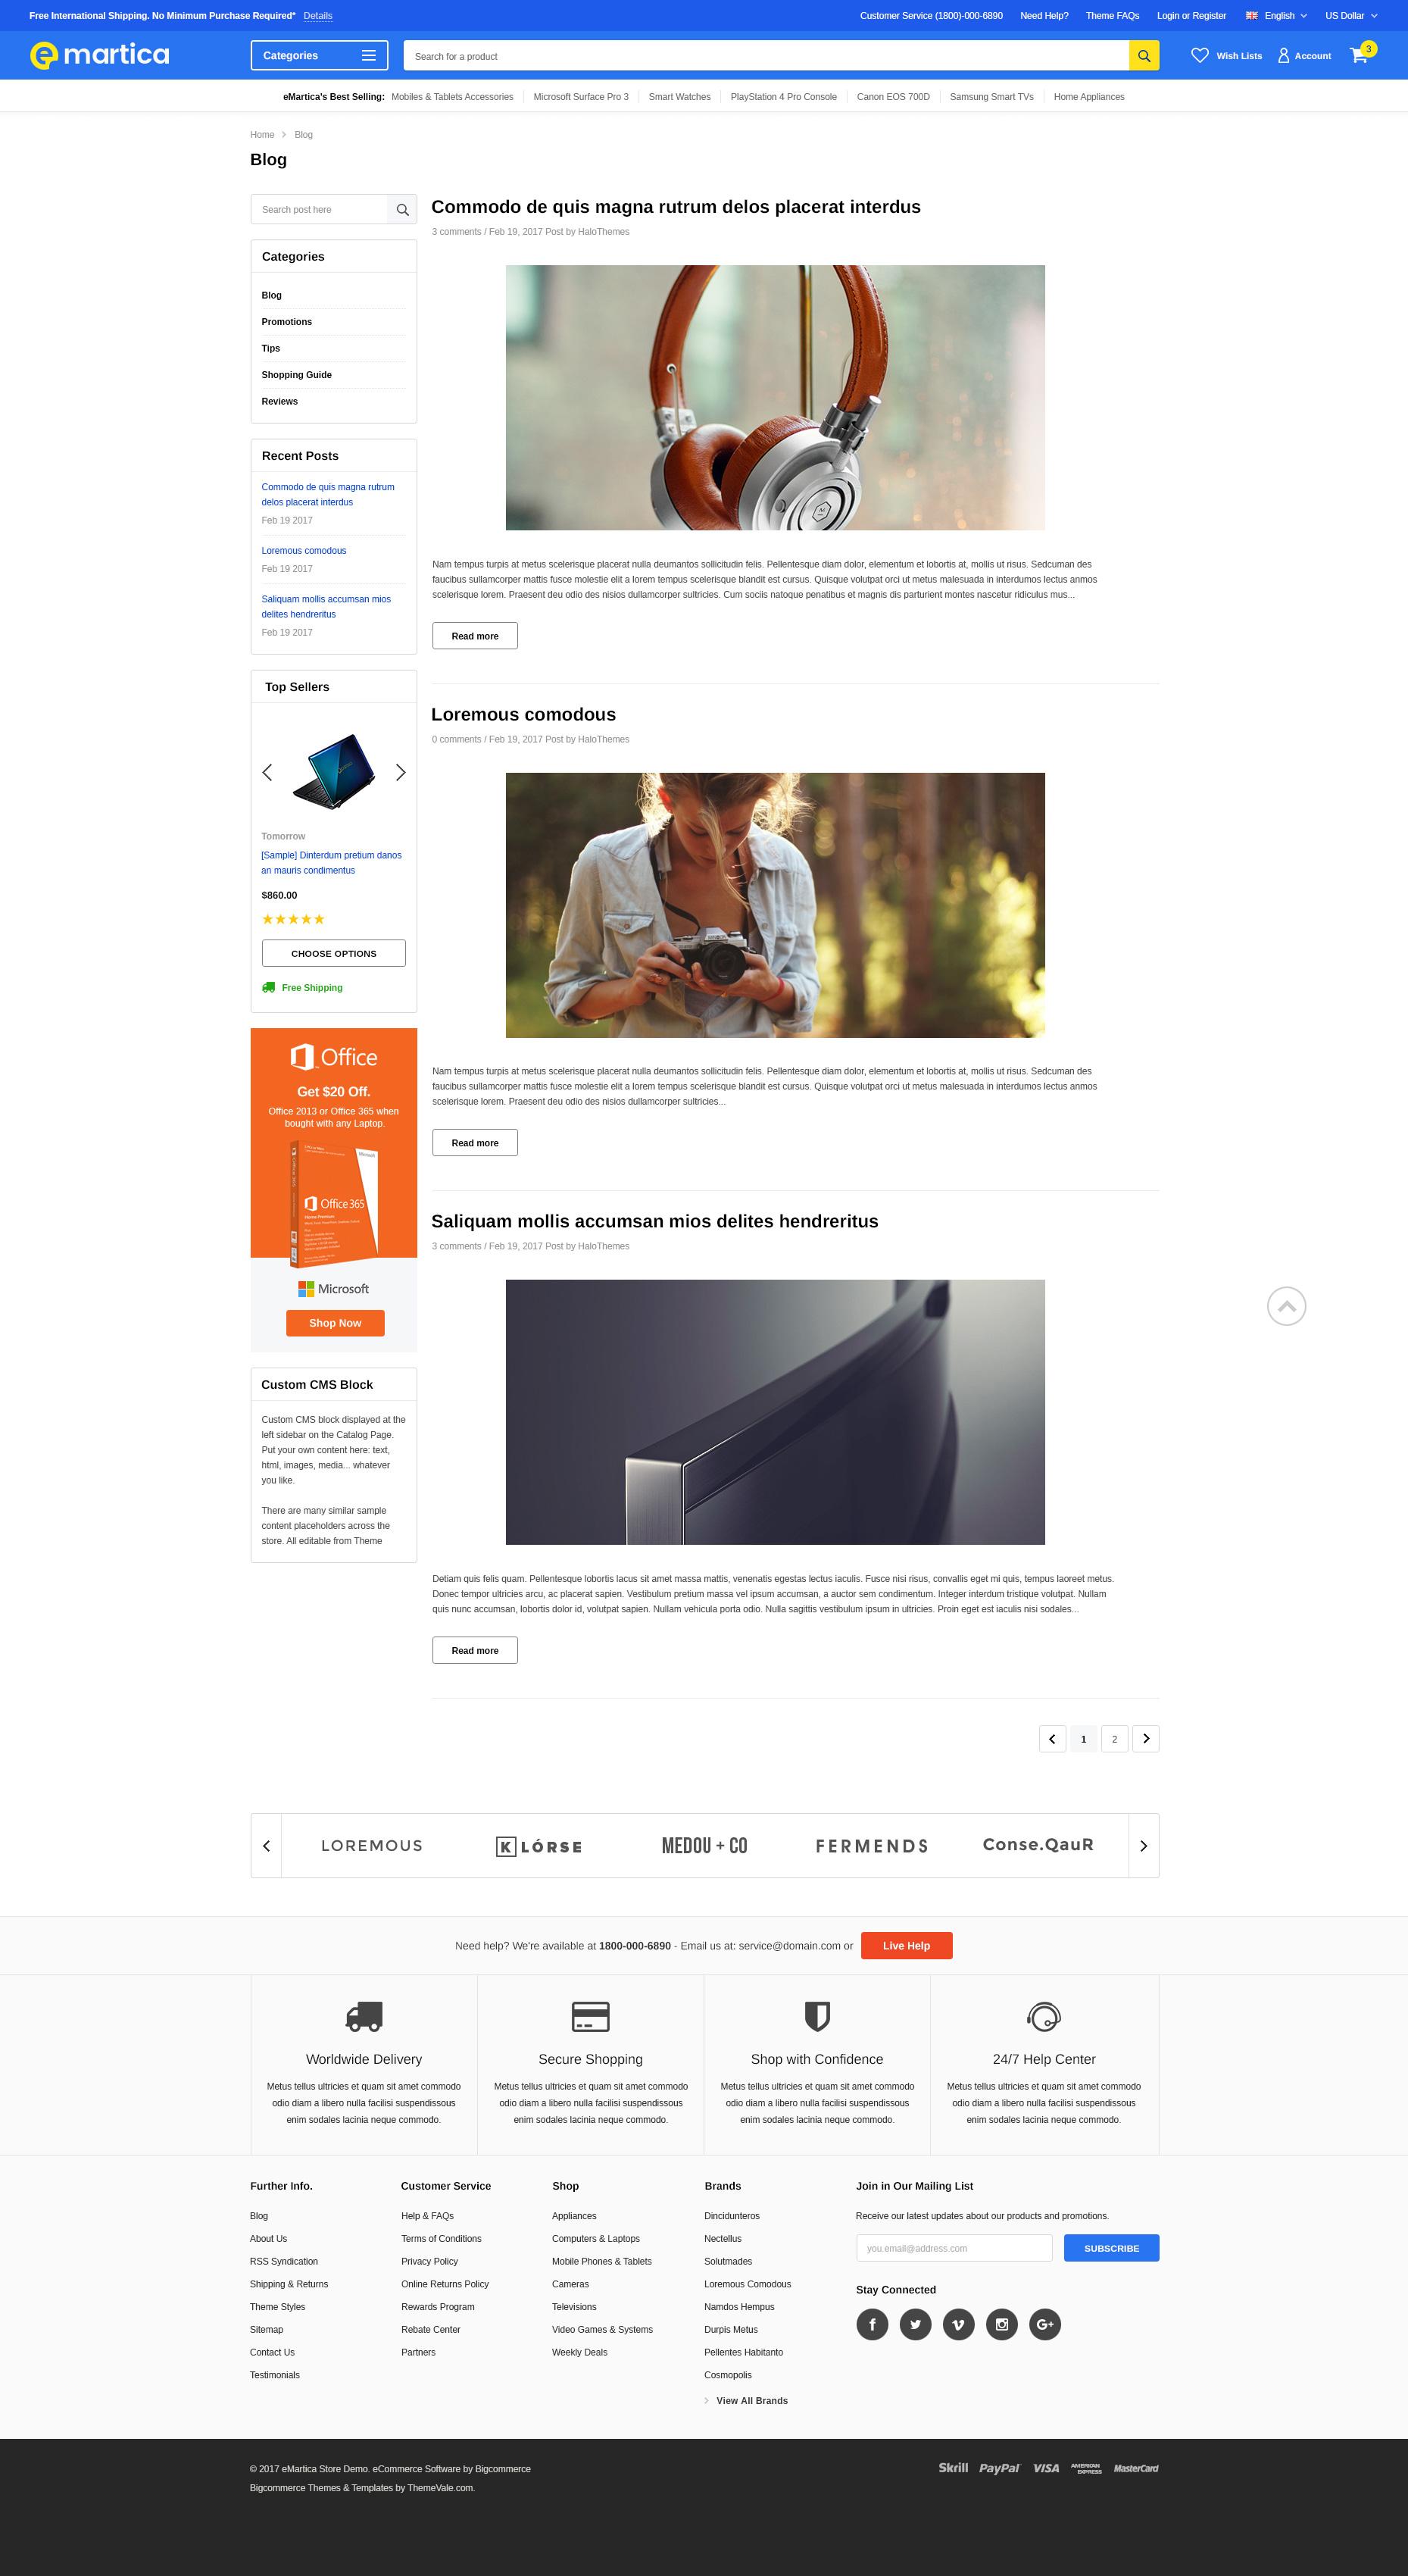 Free International Shipping. No Minimum Purchase Required* Details
Customer Service (1800)-000-6890 Need Help? Theme FAQs Login or Register English US Dollar
e martica
Categories
Search for a product
Wish Lists Account 3
eMartica's Best Selling: Mobiles & Tablets Accessories Microsoft Surface Pro 3 Smart Watches PlayStation 4 Pro Console Canon EOS 700D Samsung Smart TVs Home Appliances
Home Blog
Blog
Search post here
Categories
Blog
Promotions
Tips
Shopping Guide
Reviews
Recent Posts
Commodo de quis magna rutrum
delos placerat interdus
Feb 19 2017
Loremous comodous
Feb 19 2017
Saliquam mollis accumsan mios
delites hendreritus
Feb 19 2017
Top Sellers
Tomorrow
[Sample] Dinterdum pretium danos
an mauris condimentus
$860.00
CHOOSE OPTIONS
Free Shipping
Office
Get $20 Off.
Office 2013 or Office 365 when
bought with any Laptop.
Microsoft
Office 365
Home Premium
Microsoft
Shop Now
Custom CMS Block
Custom CMS block displayed at the
left sidebar on the Catalog Page.
Put your own content here: text,
html, images, media... whatever
you like.
There are many similar sample
content placeholders across the
store. All editable from Theme
Commodo de quis magna rutrum delos placerat interdus
3 comments / Feb 19, 2017 Post by HaloThemes
Nam tempus turpis at metus scelerisque placerat nulla deumantos sollicitudin felis. Pellentesque diam dolor, elementum et lobortis at, mollis ut risus. Sedcuman des
faucibus sullamcorper mattis fusce molestie elit a lorem tempus scelerisque blandit est cursus. Quisque volutpat orci ut metus malesuada in interdumos lectus anmos
scelerisque lorem. Praesent deu odio des nisios dullamcorper sultricies. Cum sociis natoque penatibus et magnis dis parturient montes nascetur ridiculus mus...
Read more
Loremous comodous
0 comments / Feb 19, 2017 Post by HaloThemes
Nam tempus turpis at metus scelerisque placerat nulla deumantos sollicitudin felis. Pellentesque diam dolor, elementum et lobortis at, mollis ut risus. Sedcuman des
faucibus sullamcorper mattis fusce molestie elit a lorem tempus scelerisque blandit est cursus. Quisque volutpat orci ut metus malesuada in interdumos lectus anmos
scelerisque lorem. Praesent deu odio des nisios dullamcorper sultricies...
Read more
Saliquam mollis accumsan mios delites hendreritus
3 comments / Feb 19, 2017 Post by HaloThemes
Detiam quis felis quam. Pellentesque lobortis lacus sit amet massa mattis, venenatis egestas lectus iaculis. Fusce nisi risus, convallis eget mi quis, tempus laoreet metus.
Donec tempor ultricies arcu, ac placerat sapien. Vestibulum pretium massa vel ipsum accumsan, a auctor sem condimentum. Integer interdum tristique volutpat. Nullam
quis nunc accumsan, lobortis dolor id, volutpat sapien. Nullam vehicula porta odio. Nulla sagittis vestibulum ipsum in ultricies. Proin eget est iaculis nisi sodales...
Read more
1 2
LOREMOUS K LÓRSE MEDOU + CO FERMENDS Conse.QauR
Need help? We're available at 1800-000-6890 - Email us at: service@domain.com or Live Help
Worldwide Delivery
Metus tellus ultricies et quam sit amet commodo
odio diam a libero nulla facilisi suspendissous
enim sodales lacinia neque commodo.
Secure Shopping
Metus tellus ultricies et quam sit amet commodo
odio diam a libero nulla facilisi suspendissous
enim sodales lacinia neque commodo.
Shop with Confidence
Metus tellus ultricies et quam sit amet commodo
odio diam a libero nulla facilisi suspendissous
enim sodales lacinia neque commodo.
24/7 Help Center
Metus tellus ultricies et quam sit amet commodo
odio diam a libero nulla facilisi suspendissous
enim sodales lacinia neque commodo.
Further Info.
Blog
About Us
RSS Syndication
Shipping & Returns
Theme Styles
Sitemap
Contact Us
Testimonials
Customer Service
Help & FAQs
Terms of Conditions
Privacy Policy
Online Returns Policy
Rewards Program
Rebate Center
Partners
Shop
Appliances
Computers & Laptops
Mobile Phones & Tablets
Cameras
Televisions
Video Games & Systems
Weekly Deals
Brands
Dincidunteros
Nectellus
Solutmades
Loremous Comodous
Namdos Hempus
Durpis Metus
Pellentes Habitanto
Cosmopolis
View All Brands
Join in Our Mailing List
Receive our latest updates about our products and promotions.
you.email@address.com
SUBSCRIBE
Stay Connected
© 2017 eMartica Store Demo. eCommerce Software by Bigcommerce
Bigcommerce Themes & Templates by ThemeVale.com.
Skrill PayPal VISA AMERICAN EXPRESS MasterCard